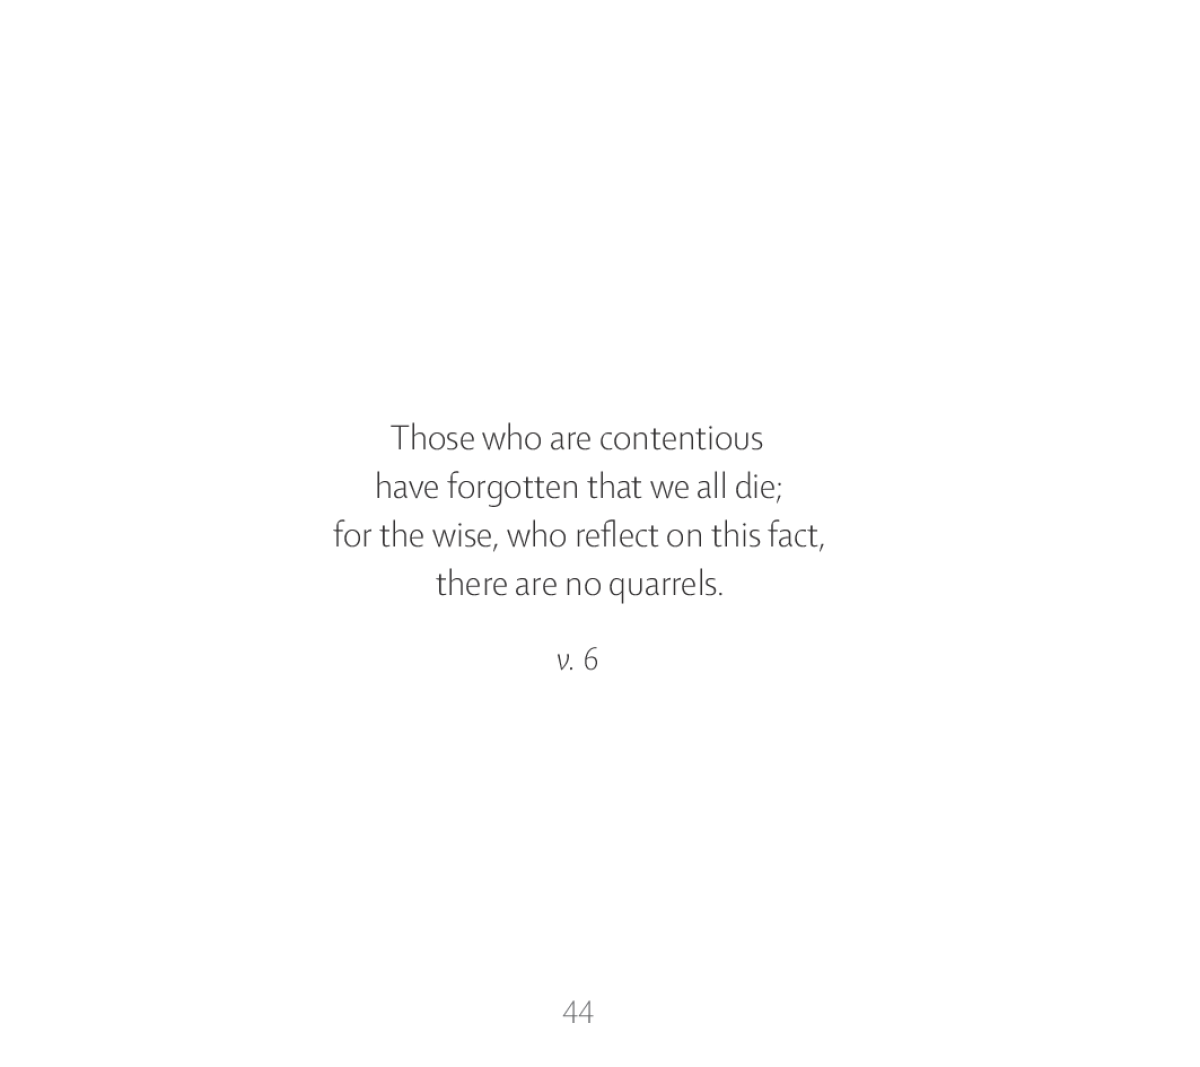 Those who are contentious
have forgotten that we all die;
for the wise, who reflect on this fact,
there are no quarrels.
v. 6
44